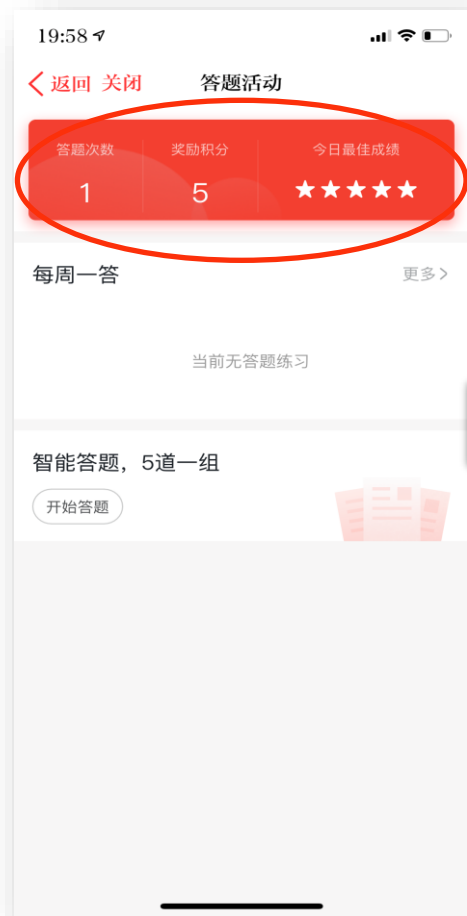 19:58
返回 关闭 答题活动
答题次数 奖励积分 今日最佳成绩
1 5 ★★★★★
每周一答 更多>
当前无答题练习
智能答题，5道一组
开始答题